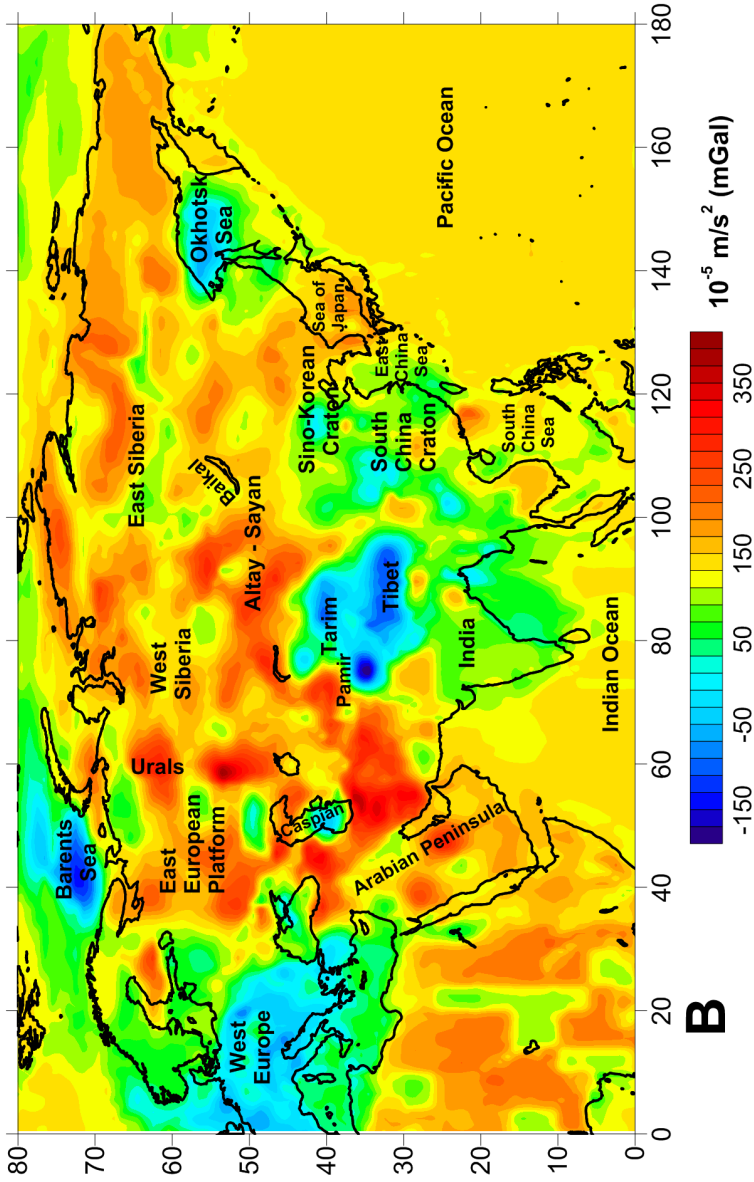 80
70
60
50
40
30
20
10
0
Barents
Sea
Urals
West
Siberia
East Siberia
East
European
Platform
Baikal
Okhotsk
Sea
West
Europe
Altay - Sayan
Caspian
Tarim
Pamir
Tibet
Sino-Korean
Craton
Sea of
Japan
South
China
Craton
East
China
Sea
Arabian Peninsula
India
South
China
Sea
Pacific Ocean
Indian Ocean
0
20
40
60
80
100
120
140
160
180
B
-150
-50
50
150
250
350
10⁻⁵ m/s² (mGal)